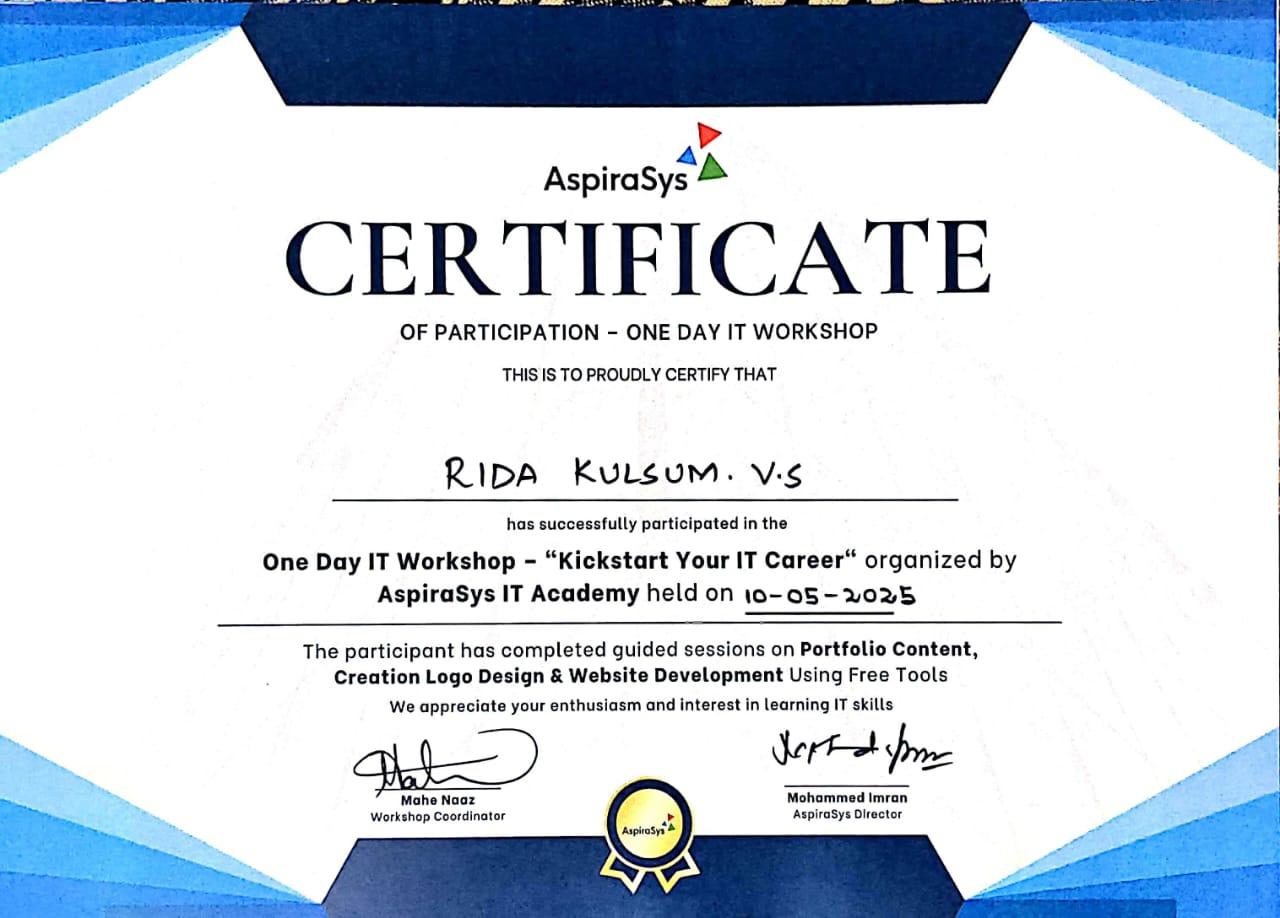 AspiraSys
CERTIFICATE
OF PARTICIPATION – ONE DAY IT WORKSHOP
THIS IS TO PROUDLY CERTIFY THAT
RIDA KULSUM. V.S
has successfully participated in the
One Day IT Workshop – “Kickstart Your IT Career“ organized by
AspiraSys IT Academy held on 10-05-2025
The participant has completed guided sessions on Portfolio Content,
Creation Logo Design & Website Development Using Free Tools
We appreciate your enthusiasm and interest in learning IT skills
Mahe Naaz
Workshop Coordinator
Mohammed Imran
AspiraSys Director
AspiraSys